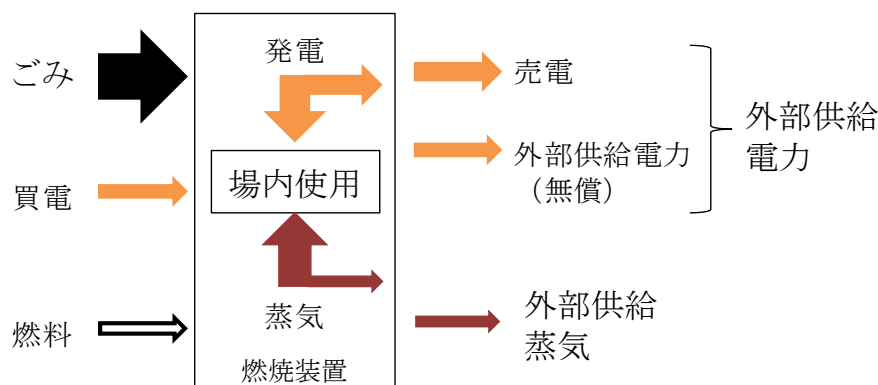 ごみ
買電
燃料
発電
場内使用
蒸気
燃焼装置
売電
外部供給電力
（無償）
外部供給
蒸気
外部供給
電力